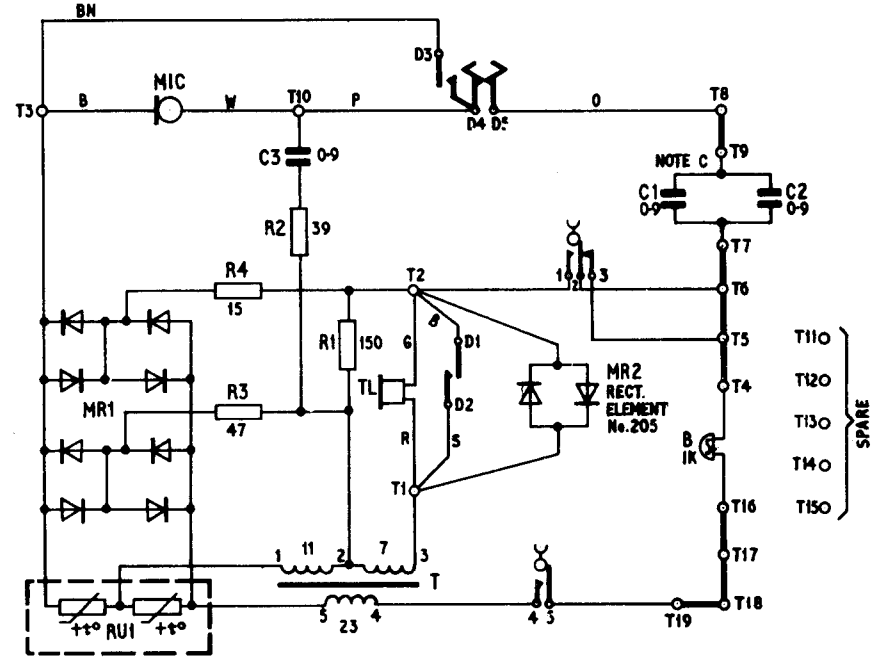 BN
D3
MIC
T3
B
W
T10
P
D4 D5
O
T8
T9
NOTE C
C3
0·9
C1
0·9
C2
0·9
R2
39
T7
1
2
3
R4
15
T2
T6
R1
150
G
B
D1
T5
T11
T4
TL
MR2
RECT.
ELEMENT
No.205
T12
MR1
R3
47
D2
R
S
T13
SPARE
B
1K
T14
T1
T16
T15
1
11
2
7
3
T17
T
5
23
4
4
5
T19
T18
+t°
RU1
+t°